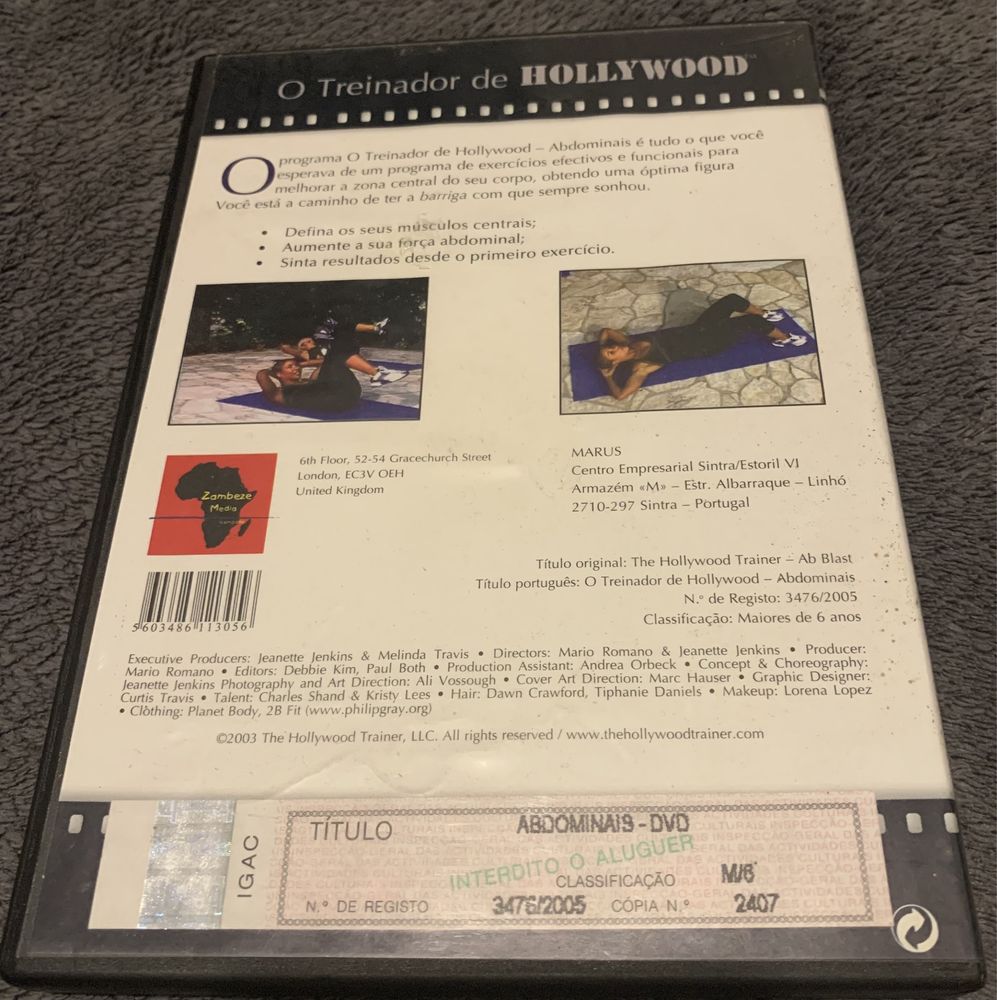 O Treinador de HOLLYWOOD™
O programa O Treinador de Hollywood – Abdominais é tudo o que você
esperava de um programa de exercícios efectivos e funcionais para
melhorar a zona central do seu corpo, obtendo uma óptima figura
Você está a caminho de ter a barriga com que sempre sonhou.
• Defina os seus músculos centrais;
• Aumente a sua força abdominal;
• Sinta resultados desde o primeiro exercício.
Zambeze
Media
6th Floor, 52-54 Gracechurch Street
London, EC3V OEH
United Kingdom
MARUS
Centro Empresarial Sintra/Estoril VI
Armazém «M» – Estr. Albarraque – Linhó
2710-297 Sintra – Portugal
Título original: The Hollywood Trainer – Ab Blast
Título português: O Treinador de Hollywood – Abdominais
N.º de Registo: 3476/2005
Classificação: Maiores de 6 anos
5603486113056
Executive Producers: Jeanette Jenkins & Melinda Travis • Directors: Mario Romano & Jeanette Jenkins • Producer:
Mario Romano • Editors: Debbie Kim, Paul Both • Production Assistant: Andrea Orbeck • Concept & Choreography:
Jeanette Jenkins Photography and Art Direction: Ali Vossough • Cover Art Direction: Marc Hauser • Graphic Designer:
Curtis Travis • Talent: Charles Shand & Kristy Lees • Hair: Dawn Crawford, Tiphanie Daniels • Makeup: Lorena Lopez
• Clothing: Planet Body, 2B Fit (www.philipgray.org)
©2003 The Hollywood Trainer, LLC. All rights reserved / www.thehollywoodtrainer.com
IGAC
TÍTULO ABDOMINAIS - DVD
INTERDITO O ALUGUER
CLASSIFICAÇÃO M/6
N.º DE REGISTO 3476/2005 CÓPIA N.º 2407